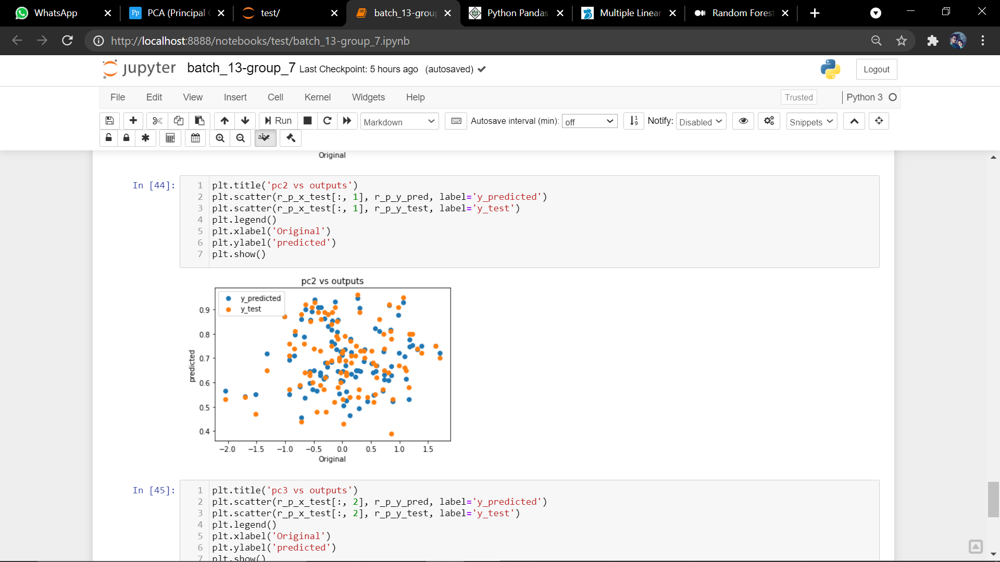 WhatsApp
PCA (Principal
test/
batch_13-grou
Python Pandas
Multiple Linear
Random Forest
http://localhost:8888/notebooks/test/batch_13-group_7.ipynb
jupyter batch_13-group_7 Last Checkpoint: 5 hours ago (autosaved)
Logout
File Edit View Insert Cell Kernel Widgets Help
Trusted
Python 3
Run
Markdown
Autosave interval (min): off
Notify: Disabled
Snippets
abc
Original
In [44]:
1 plt.title('pc2 vs outputs')
2 plt.scatter(r_p_x_test[:, 1], r_p_y_pred, label='y_predicted')
3 plt.scatter(r_p_x_test[:, 1], r_p_y_test, label='y_test')
4 plt.legend()
5 plt.xlabel('Original')
6 plt.ylabel('predicted')
7 plt.show()
pc2 vs outputs
y_predicted
y_test
0.9
0.8
0.7
0.6
0.5
0.4
predicted
−2.0 −1.5 −1.0 −0.5 0.0 0.5 1.0 1.5
Original
In [45]:
1 plt.title('pc3 vs outputs')
2 plt.scatter(r_p_x_test[:, 2], r_p_y_pred, label='y_predicted')
3 plt.scatter(r_p_x_test[:, 2], r_p_y_test, label='y_test')
4 plt.legend()
5 plt.xlabel('Original')
6 plt.ylabel('predicted')
7 plt.show()